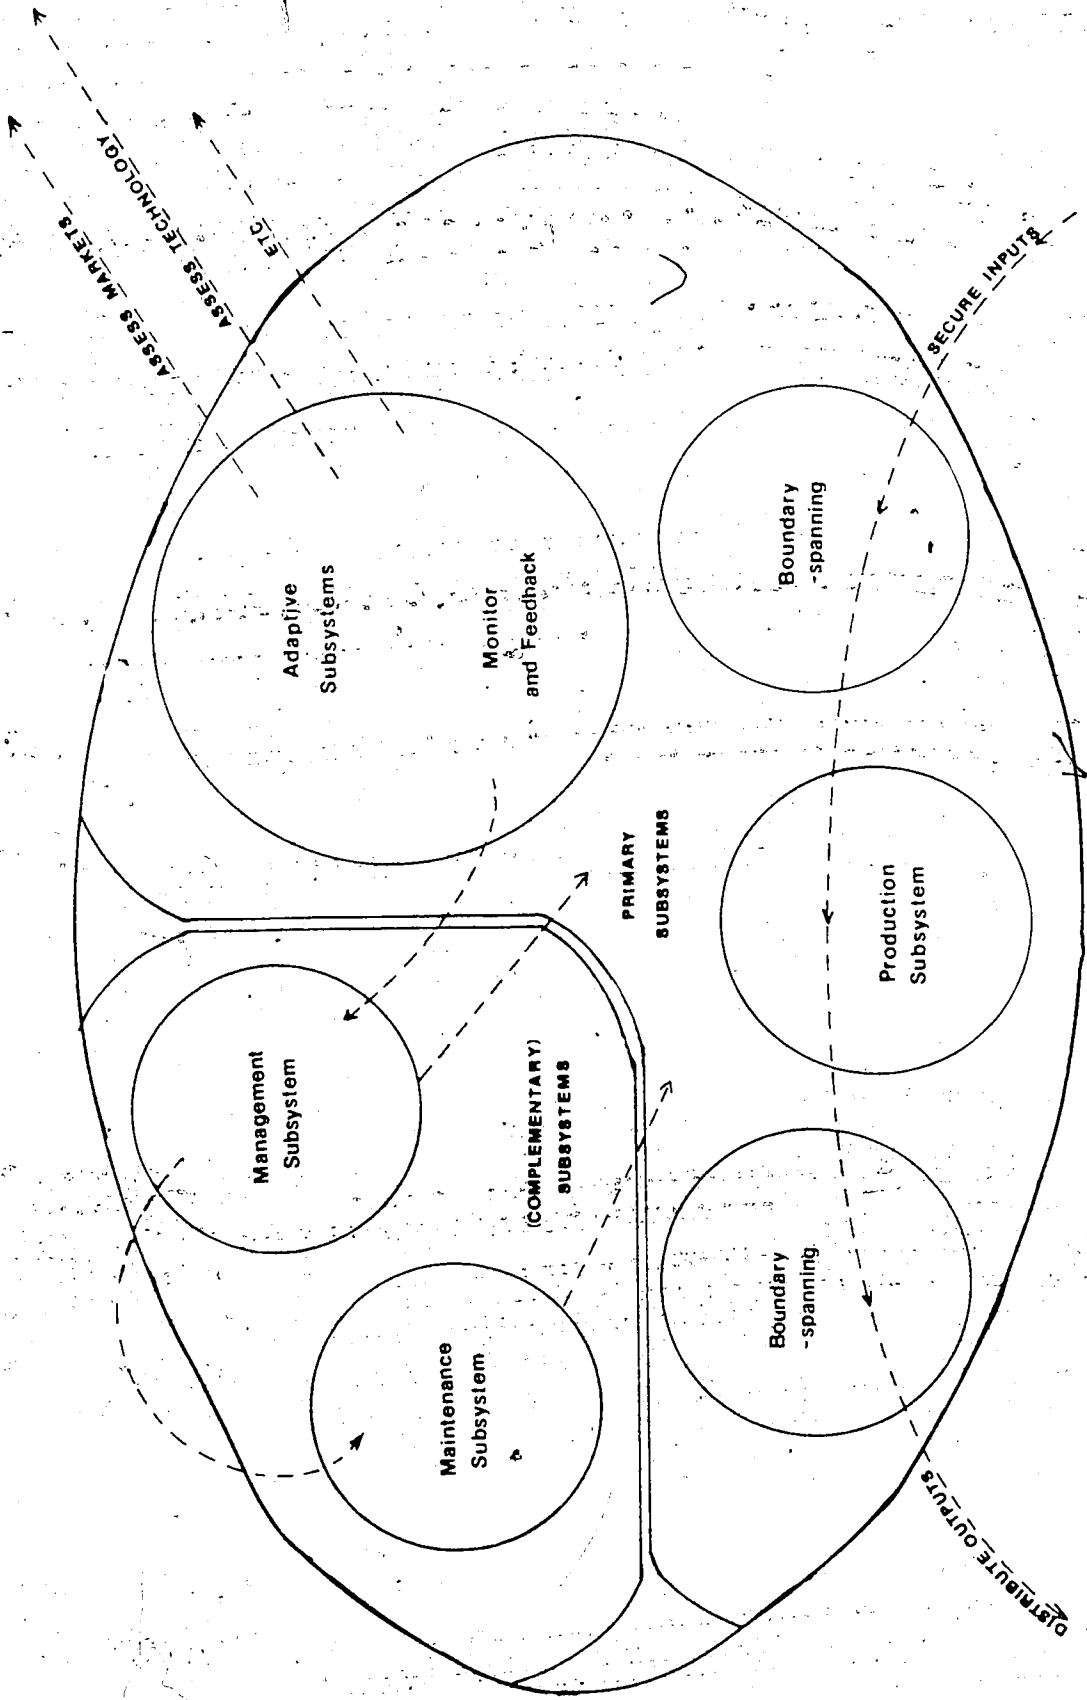 ASSESS MARKETS
ASSESS TECHNOLOGY
ETC
Adaptive
Subsystems
Monitor
and Feedback
Management
Subsystem
Maintenance
Subsystem
(COMPLEMENTARY)
SUBSYSTEMS
PRIMARY
SUBSYSTEMS
SECURE INPUTS
Boundary
-spanning
Production
Subsystem
Boundary
-spanning
DISTRIBUTE OUTPUTS